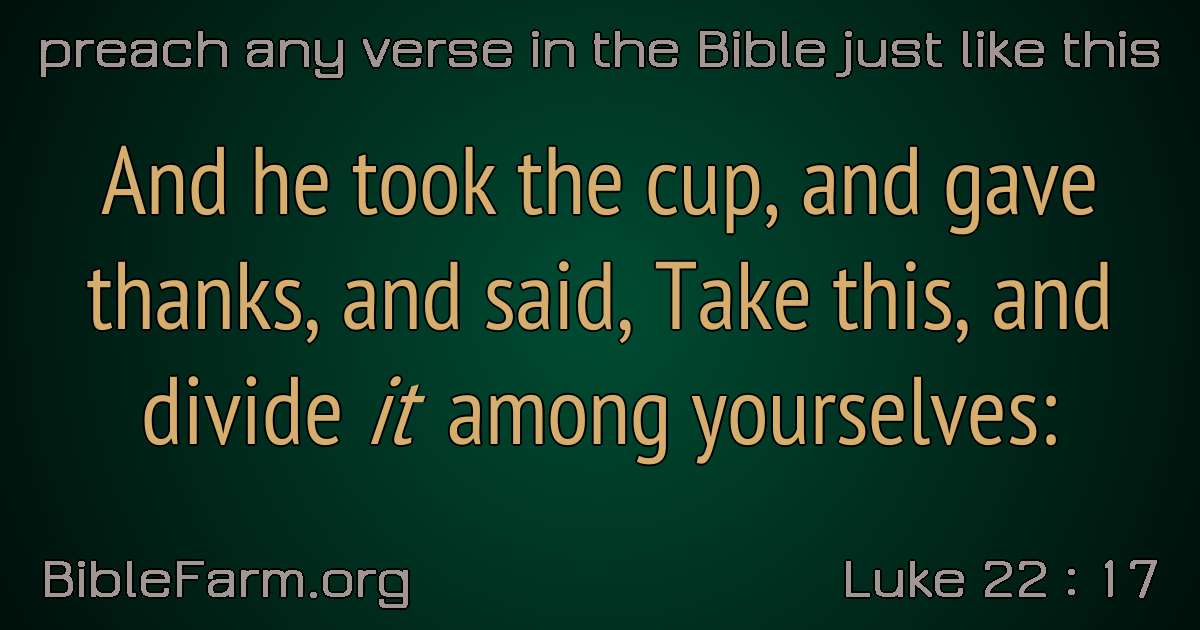 preach any verse in the Bible just like this
And he took the cup, and gave
thanks, and said, Take this, and
divide it among yourselves:
BibleFarm.org
Luke 22 : 17